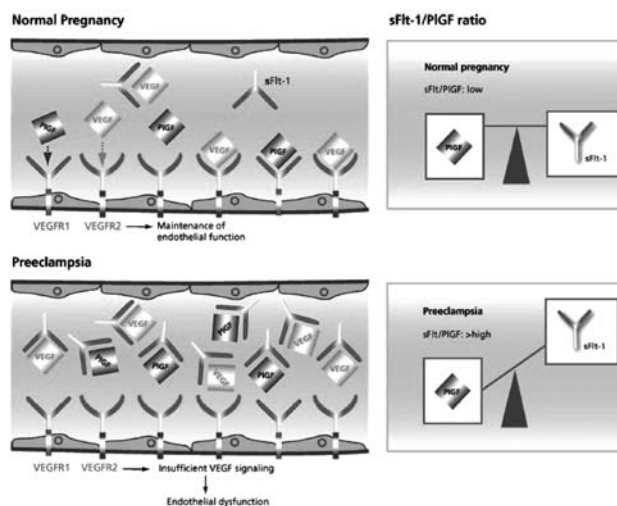 Normal Pregnancy
sFlt-1/PlGF ratio
VEGF
sFlt-1
PlGF
VEGF
PlGF
VEGF
PlGF
VEGF
VEGFR1
VEGFR2
Maintenance of
endothelial function
Normal pregnancy
sFlt/PlGF: low
PlGF
sFlt-1
Preeclampsia
VEGF
PlGF
VEGF
VEGF
PlGF
PlGF
VEGF
PlGF
VEGF
VEGFR1
VEGFR2
Insufficient VEGF signaling
Endothelial dysfunction
Preeclampsia
sFlt/PlGF: >high
PlGF
sFlt-1